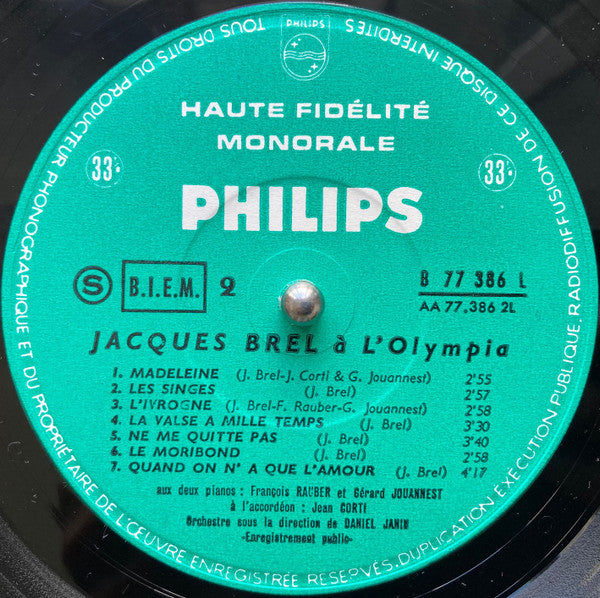 TOUS DROITS DU PRODUCTEUR PHONOGRAPHIQUE ET DU PROPRIÉTAIRE DE L'ŒUVRE ENREGISTRÉE RÉSERVÉS. DUPLICATION EXÉCUTION PUBLIQUE. RADIODIFFUSION DE CE DISQUE INTERDITES
PHILIPS
HAUTE FIDÉLITÉ
MONORALE
33
33
PHILIPS
S B.I.E.M. 2
B 77 386 L
AA 77.386 2L
JACQUES BREL à L'Olympia
1. MADELEINE (J. Brel-J. Corti & G. Jouannest) 2'55
2. LES SINGES (J. Brel) 2'57
3. L'IVROGNE (J. Brel-F. Rauber-G. Jouannest) 2'58
4. LA VALSE A MILLE TEMPS (J. Brel) 3'30
5. NE ME QUITTE PAS (J. Brel) 3'40
6. LE MORIBOND (J. Brel) 2'58
7. QUAND ON N' A QUE L'AMOUR (J. Brel) 4'17
aux deux pianos : François RAUBER et Gérard JOUANNEST
à l'accordéon : Jean CORTI
Orchestre sous la direction de DANIEL JANIN
-Enregistrement public-